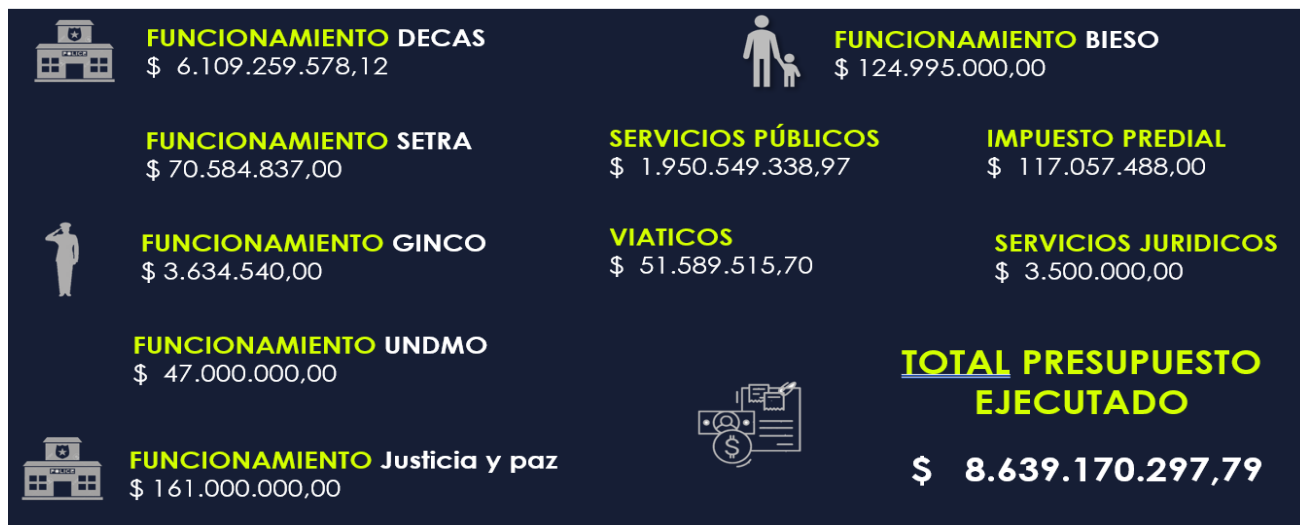 FUNCIONAMIENTO DECAS
$ 6.109.259.578,12
FUNCIONAMIENTO BIESO
$ 124.995.000,00
FUNCIONAMIENTO SETRA
$ 70.584.837,00
SERVICIOS PÚBLICOS
$ 1.950.549.338,97
IMPUESTO PREDIAL
$ 117.057.488,00
FUNCIONAMIENTO GINCO
$ 3.634.540,00
VIATICOS
$ 51.589.515,70
SERVICIOS JURIDICOS
$ 3.500.000,00
FUNCIONAMIENTO UNDMO
$ 47.000.000,00
FUNCIONAMIENTO Justicia y paz
$ 161.000.000,00
TOTAL PRESUPUESTO
EJECUTADO
$ 8.639.170.297,79
POLICE
POLICE